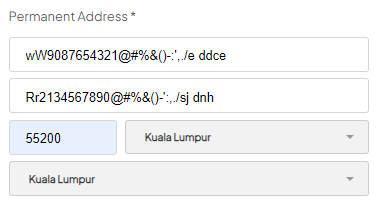 Permanent Address *
wW9087654321@#%&()-:',./e ddce
Rr2134567890@#%&()-':,./sj dnh
55200 Kuala Lumpur
Kuala Lumpur